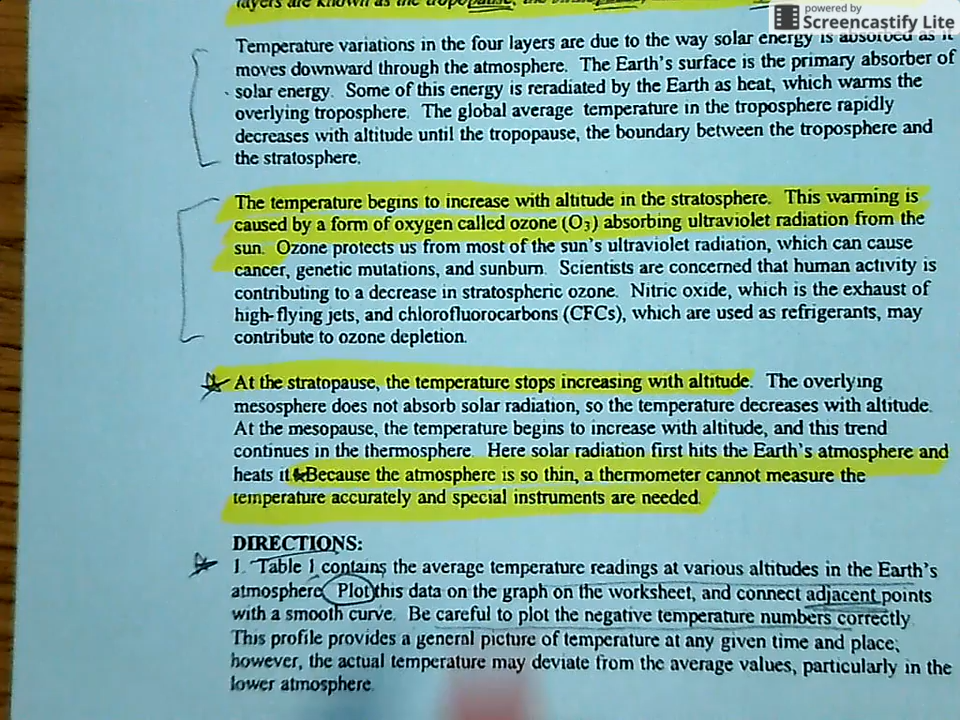 layers are known as the tropopause, the
powered by
Screencastify Lite
Temperature variations in the four layers are due to the way solar energy is absorbed as it
moves downward through the atmosphere. The Earth's surface is the primary absorber of
solar energy. Some of this energy is reradiated by the Earth as heat, which warms the
overlying troposphere. The global average temperature in the troposphere rapidly
decreases with altitude until the tropopause, the boundary between the troposphere and
the stratosphere.
The temperature begins to increase with altitude in the stratosphere. This warming is
caused by a form of oxygen called ozone (O₃) absorbing ultraviolet radiation from the
sun. Ozone protects us from most of the sun's ultraviolet radiation, which can cause
cancer, genetic mutations, and sunburn. Scientists are concerned that human activity is
contributing to a decrease in stratospheric ozone. Nitric oxide, which is the exhaust of
high-flying jets, and chlorofluorocarbons (CFCs), which are used as refrigerants, may
contribute to ozone depletion.
At the stratopause, the temperature stops increasing with altitude. The overlying
mesosphere does not absorb solar radiation, so the temperature decreases with altitude.
At the mesopause, the temperature begins to increase with altitude, and this trend
continues in the thermosphere. Here solar radiation first hits the Earth's atmosphere and
heats it. Because the atmosphere is so thin, a thermometer cannot measure the
temperature accurately and special instruments are needed.
DIRECTIONS:
1. Table 1 contains the average temperature readings at various altitudes in the Earth's
atmosphere. Plot this data on the graph on the worksheet, and connect adjacent points
with a smooth curve. Be careful to plot the negative temperature numbers correctly.
This profile provides a general picture of temperature at any given time and place;
however, the actual temperature may deviate from the average values, particularly in the
lower atmosphere.